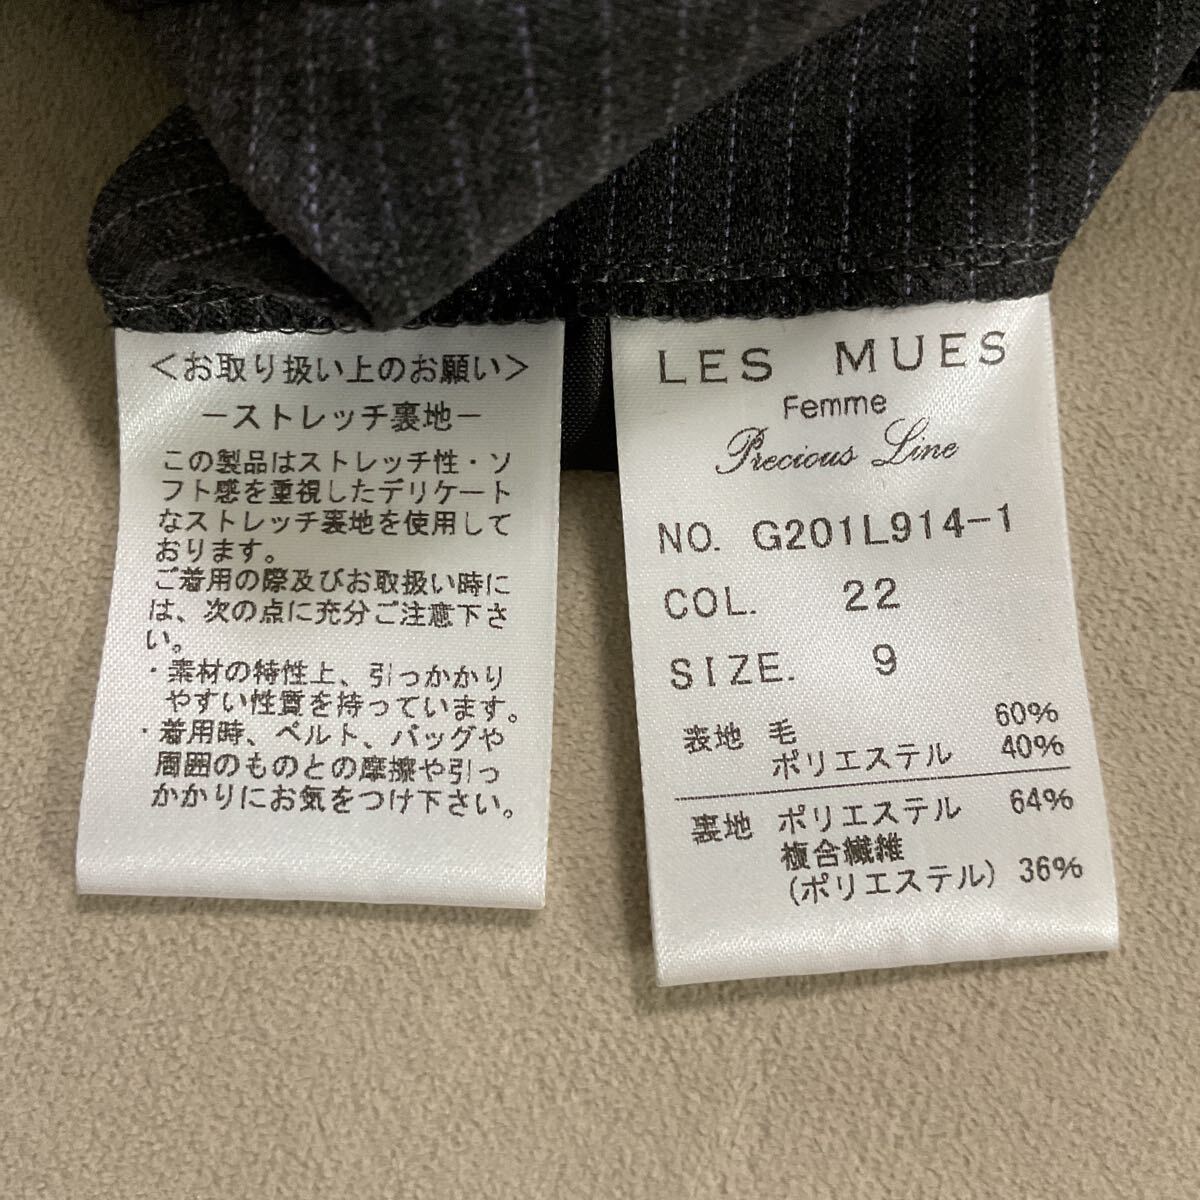 ＜お取り扱い上のお願い＞
－ストレッチ裏地－
この製品はストレッチ性・ソ
フト感を重視したデリケート
なストレッチ裏地を使用して
おります。
ご着用の際及びお取扱い時に
は、次の点に充分ご注意下さ
い。
・素材の特性上、引っかかり
やすい性質を持っています。
・着用時、ベルト、バッグや
周囲のものとの摩擦や引っ
かかりにお気をつけ下さい。
LES MUES
Femme
Precious Line
NO. G201L914-1
COL. 22
SIZE. 9
表地 毛 60%
ポリエステル 40%
裏地 ポリエステル 64%
複合繊維
(ポリエステル) 36%